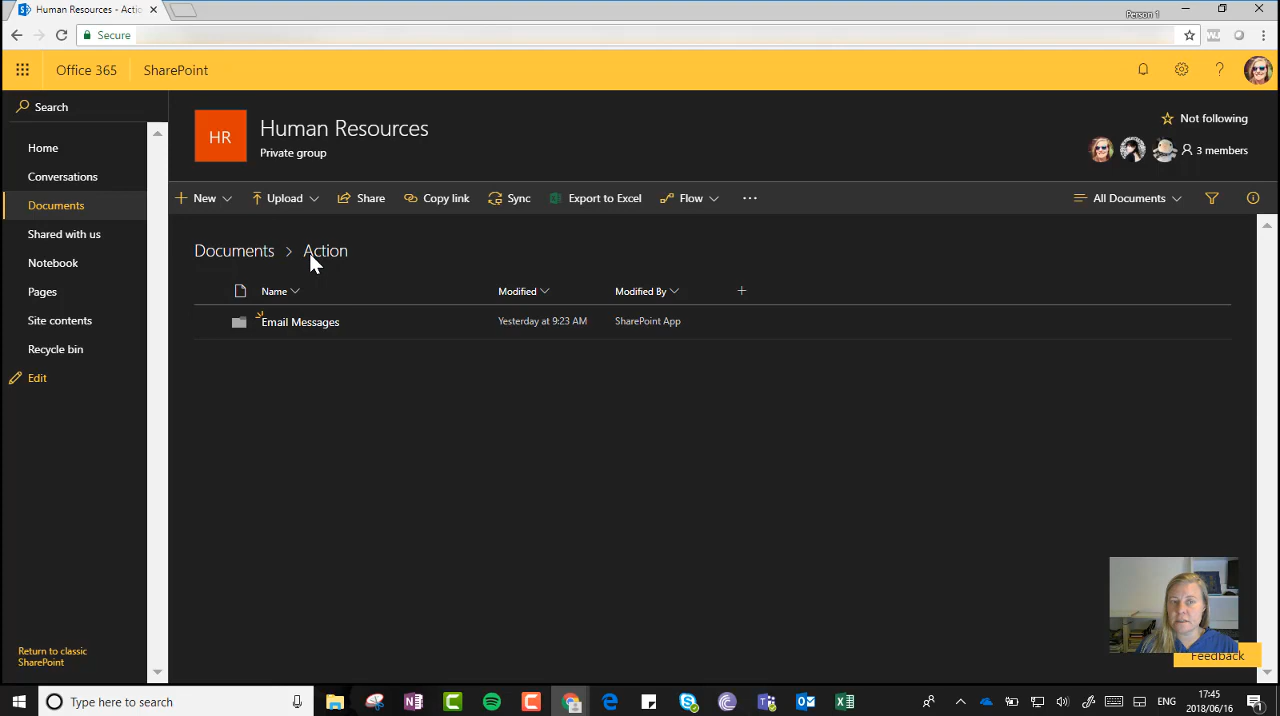 Human Resources - Actio
Person 1
Secure
Office 365
SharePoint
Search
Home
Conversations
Documents
Shared with us
Notebook
Pages
Site contents
Recycle bin
Edit
Return to classic
SharePoint
HR
Human Resources
Private group
Not following
3 members
New
Upload
Share
Copy link
Sync
Export to Excel
Flow
All Documents
Documents > Action
Name
Modified
Modified By
Email Messages
Yesterday at 9:23 AM
SharePoint App
Feedback
Type here to search
ENG
17:45
2018/06/16